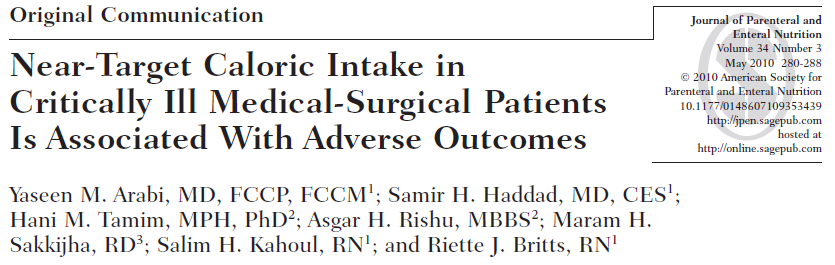 Original Communication
Near-Target Caloric Intake in
Critically Ill Medical-Surgical Patients
Is Associated With Adverse Outcomes
Journal of Parenteral and
Enteral Nutrition
Volume 34 Number 3
May 2010 280-288
© 2010 American Society for
Parenteral and Enteral Nutrition
10.1177/0148607109353439
http://jpen.sagepub.com
hosted at
http://online.sagepub.com
Yaseen M. Arabi, MD, FCCP, FCCM¹; Samir H. Haddad, MD, CES¹;
Hani M. Tamim, MPH, PhD²; Asgar H. Rishu, MBBS²; Maram H.
Sakkijha, RD³; Salim H. Kahoul, RN¹; and Riette J. Britts, RN¹